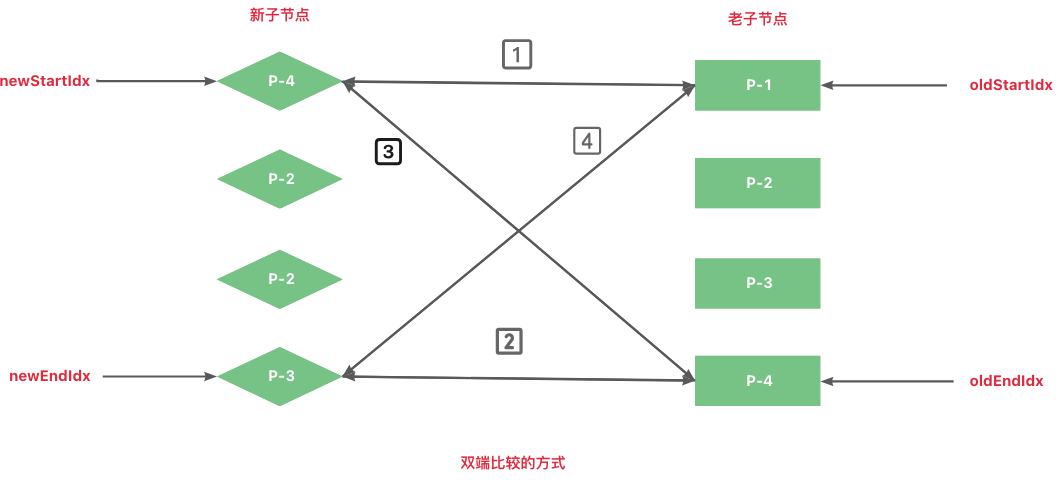 新子节点
老子节点
1
newStartIdx
P-4
P-1
oldStartIdx
3
4
P-2
P-2
P-2
P-3
2
newEndIdx
P-3
P-4
oldEndIdx
双端比较的方式